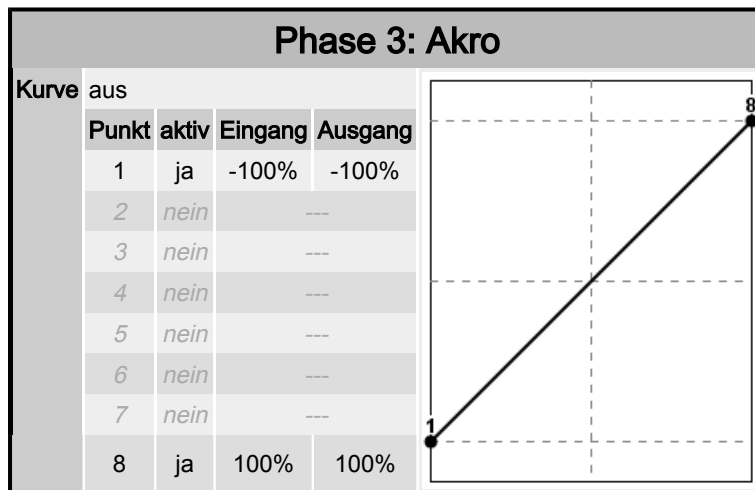 Phase 3: Akro
Kurve aus
Punkt aktiv Eingang Ausgang
1 ja -100% -100%
2 nein ---
3 nein ---
4 nein ---
5 nein ---
6 nein ---
7 nein ---
8 ja 100% 100%
8
1